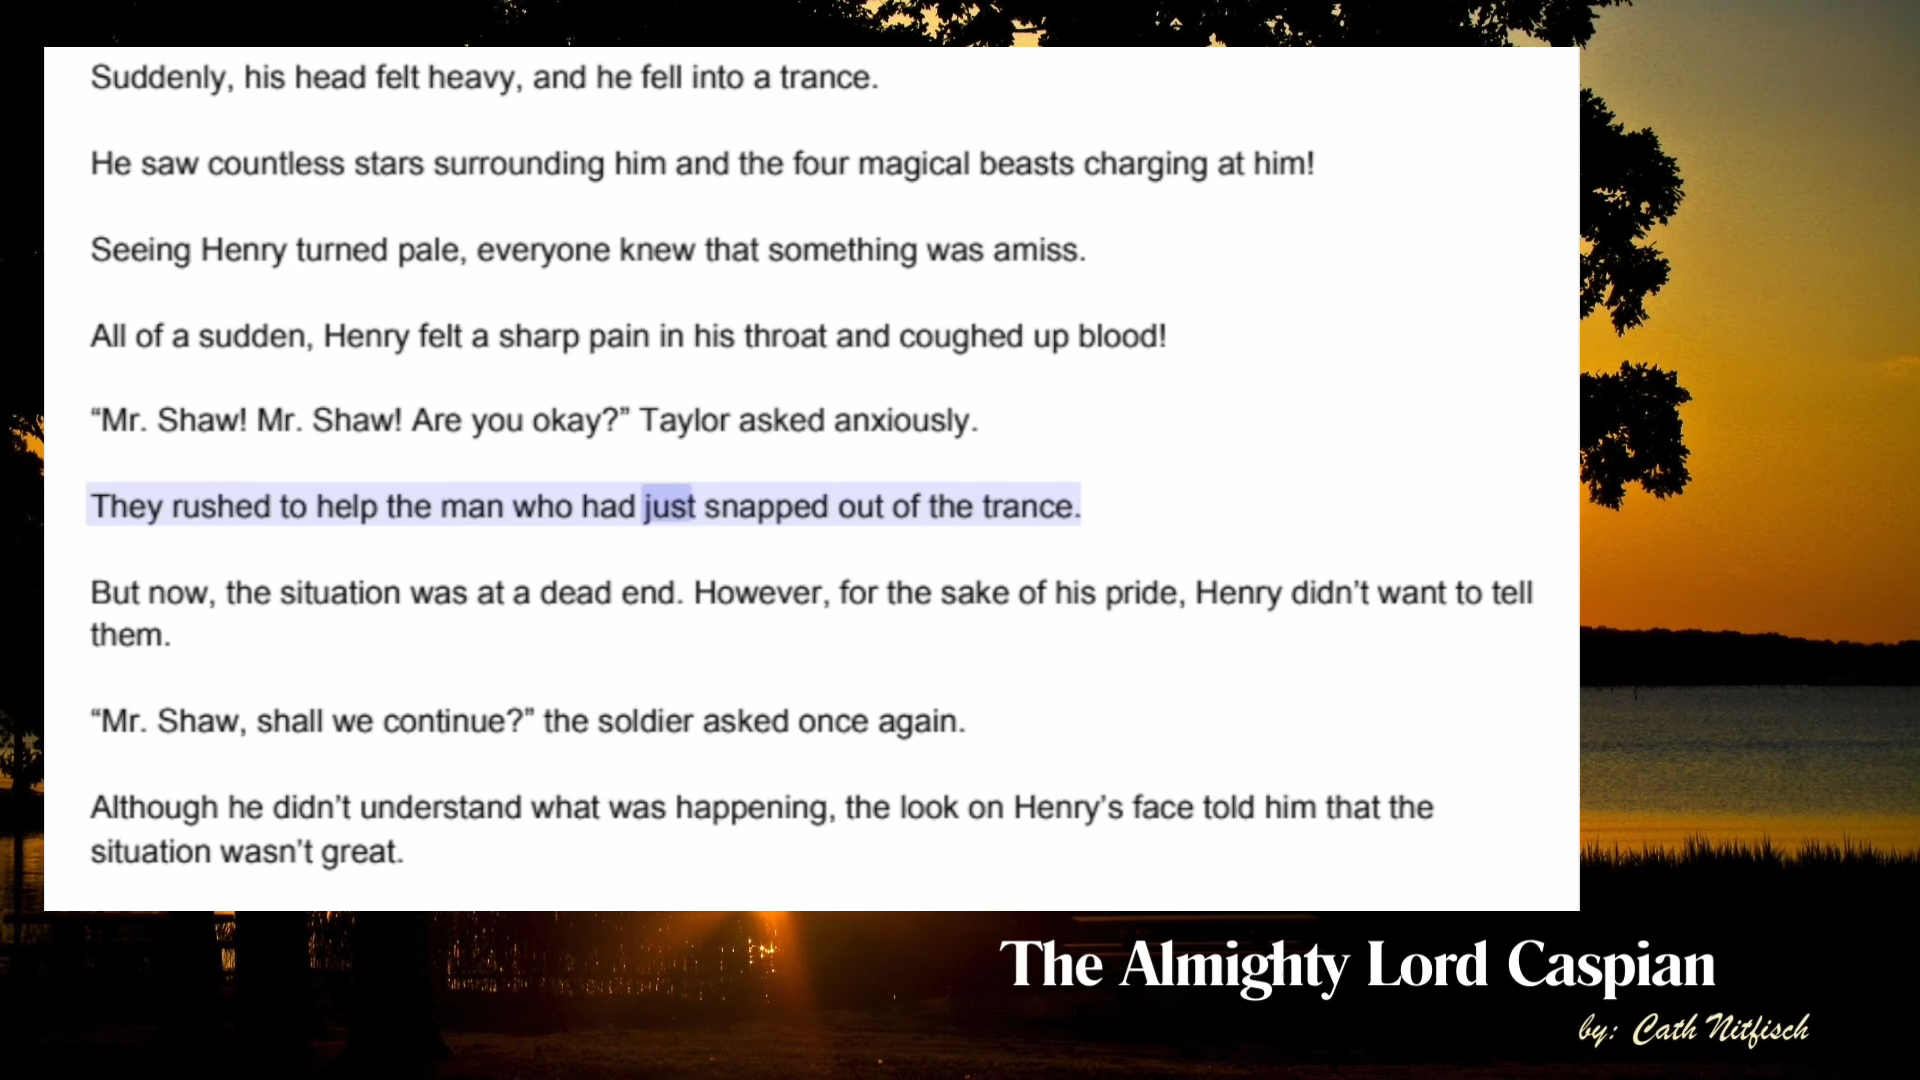 Suddenly, his head felt heavy, and he fell into a trance.
He saw countless stars surrounding him and the four magical beasts charging at him!
Seeing Henry turned pale, everyone knew that something was amiss.
All of a sudden, Henry felt a sharp pain in his throat and coughed up blood!
“Mr. Shaw! Mr. Shaw! Are you okay?” Taylor asked anxiously.
They rushed to help the man who had just snapped out of the trance.
But now, the situation was at a dead end. However, for the sake of his pride, Henry didn’t want to tell
them.
“Mr. Shaw, shall we continue?” the soldier asked once again.
Although he didn’t understand what was happening, the look on Henry’s face told him that the
situation wasn’t great.
The Almighty Lord Caspian
by: Cath Nitfisch